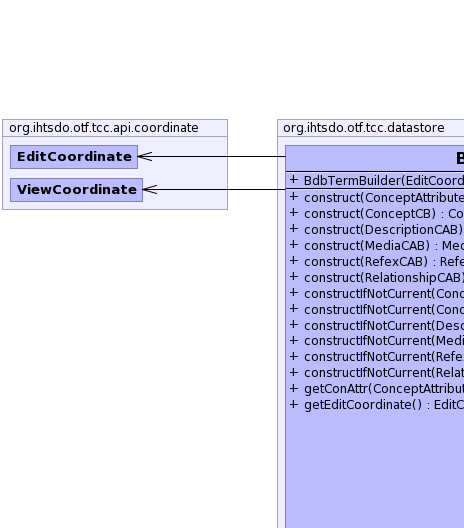 org.ihtsdo.otf.tcc.api.coordinate
EditCoordinate
ViewCoordinate
org.ihtsdo.otf.tcc.datastore
B
+ BdbTermBuilder(EditCoord
+ construct(ConceptAttribute
+ construct(ConceptCB) : Co
+ construct(DescriptionCAB)
+ construct(MediaCAB) : Med
+ construct(RefexCAB) : Refe
+ construct(RelationshipCAB)
+ constructIfNotCurrent(Conc
+ constructIfNotCurrent(Conc
+ constructIfNotCurrent(Desc
+ constructIfNotCurrent(Medi
+ constructIfNotCurrent(Refe
+ constructIfNotCurrent(Relat
+ getConAttr(ConceptAttribut
+ getEditCoordinate() : EditC